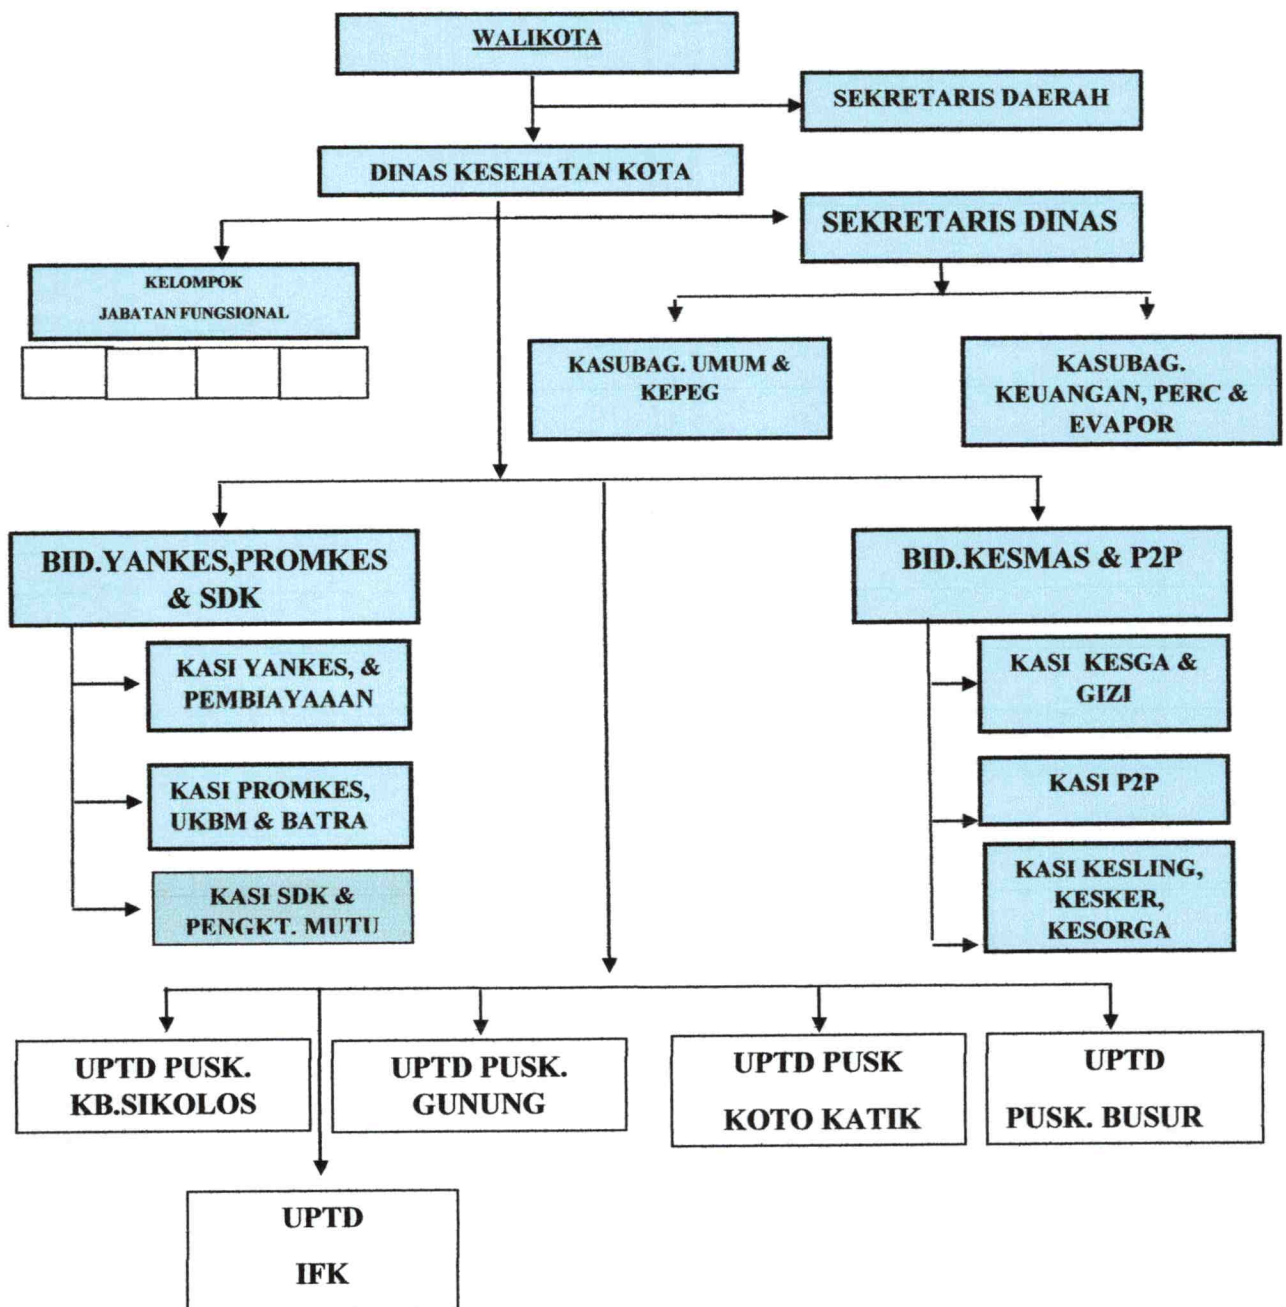 WALIKOTA
SEKRETARIS DAERAH
DINAS KESEHATAN KOTA
SEKRETARIS DINAS
KELOMPOK
JABATAN FUNGSIONAL
KASUBAG. UMUM &
KEPEG
KASUBAG.
KEUANGAN, PERC &
EVAPOR
BID.YANKES,PROMKES
& SDK
BID.KESMAS & P2P
KASI YANKES, &
PEMBIAYAAAN
KASI PROMKES,
UKBM & BATRA
KASI SDK &
PENGKT. MUTU
KASI KESGA &
GIZI
KASI P2P
KASI KESLING,
KESKER,
KESORGA
UPTD PUSK.
KB.SIKOLOS
UPTD PUSK.
GUNUNG
UPTD PUSK
KOTO KATIK
UPTD
PUSK. BUSUR
UPTD
IFK